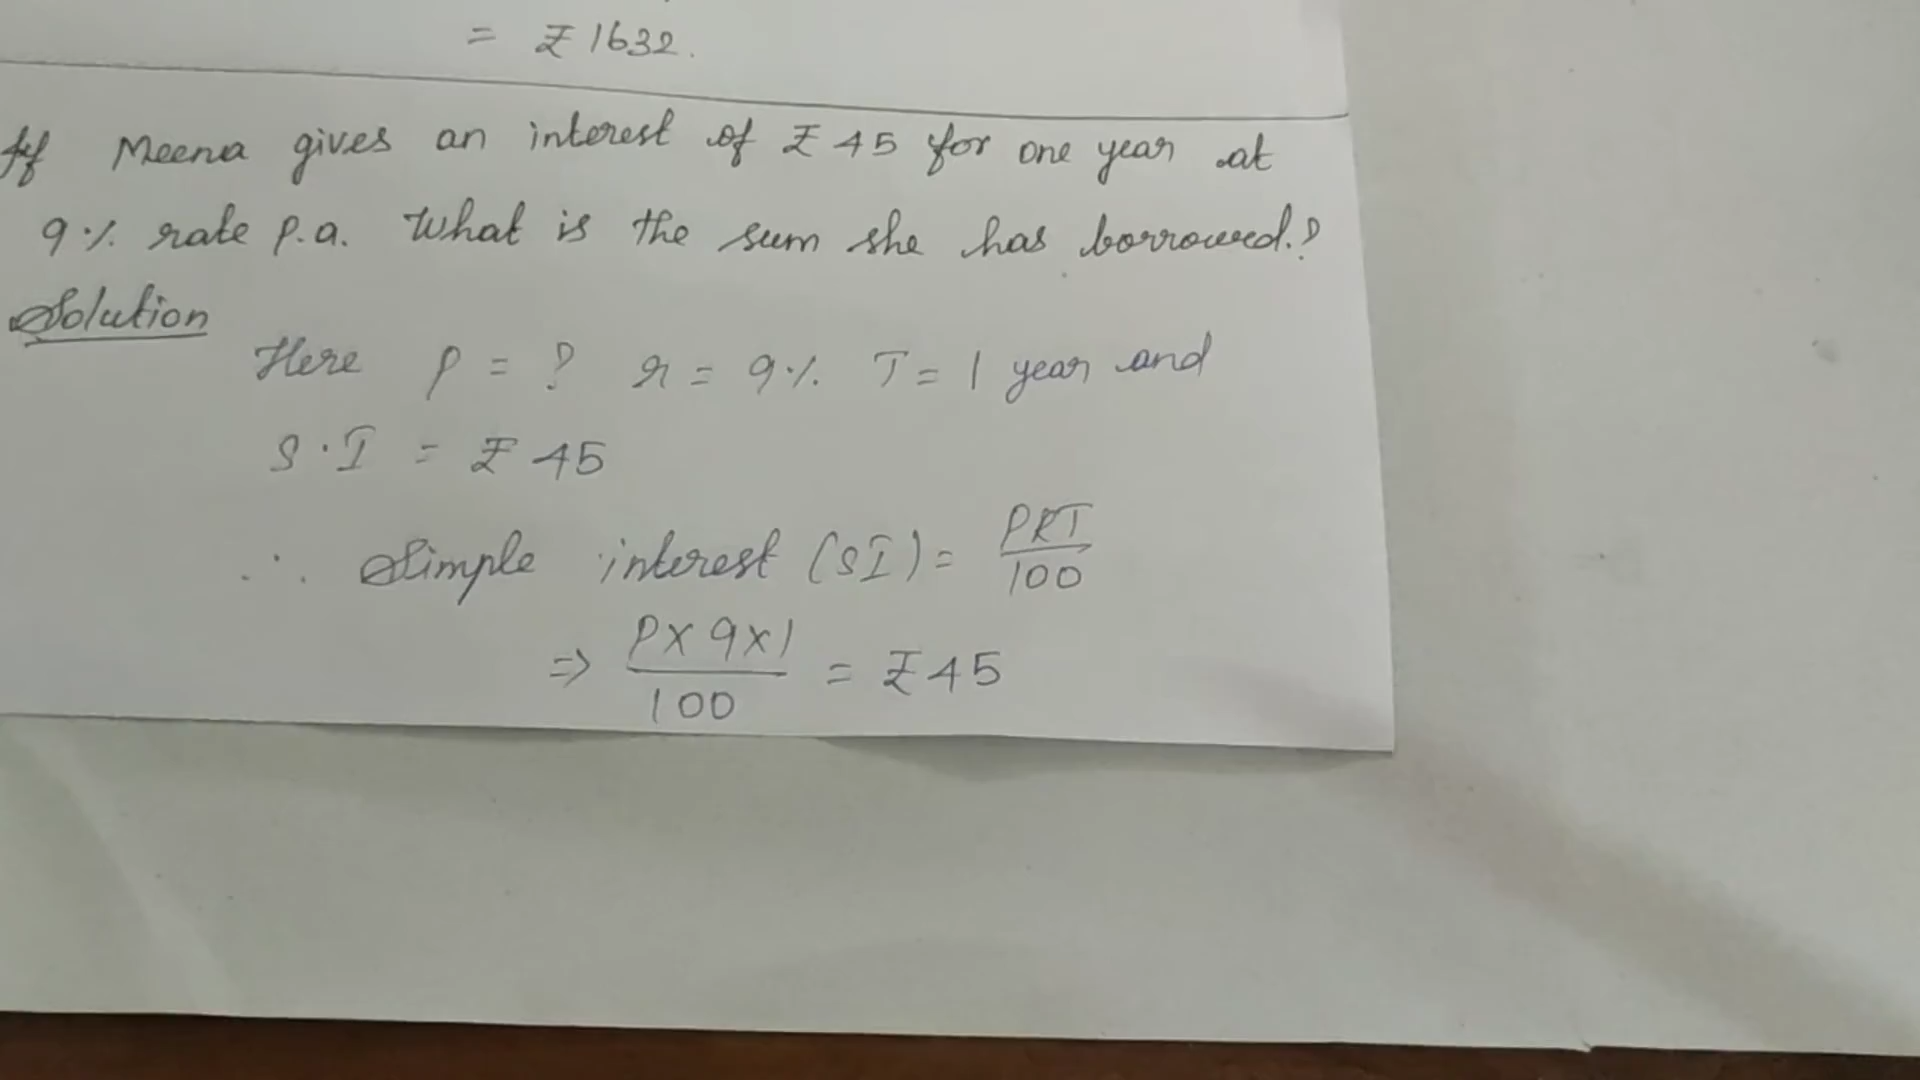 = ₹ 1632.
If Meena gives an interest of ₹ 45 for one year at
9% rate p.a. What is the sum she has borrowed.?
Solution
Here P = ? r = 9% T = 1 year and
S.I = ₹ 45
∴ Simple interest (SI) = PRT/100
⇒ P×9×1/100 = ₹45